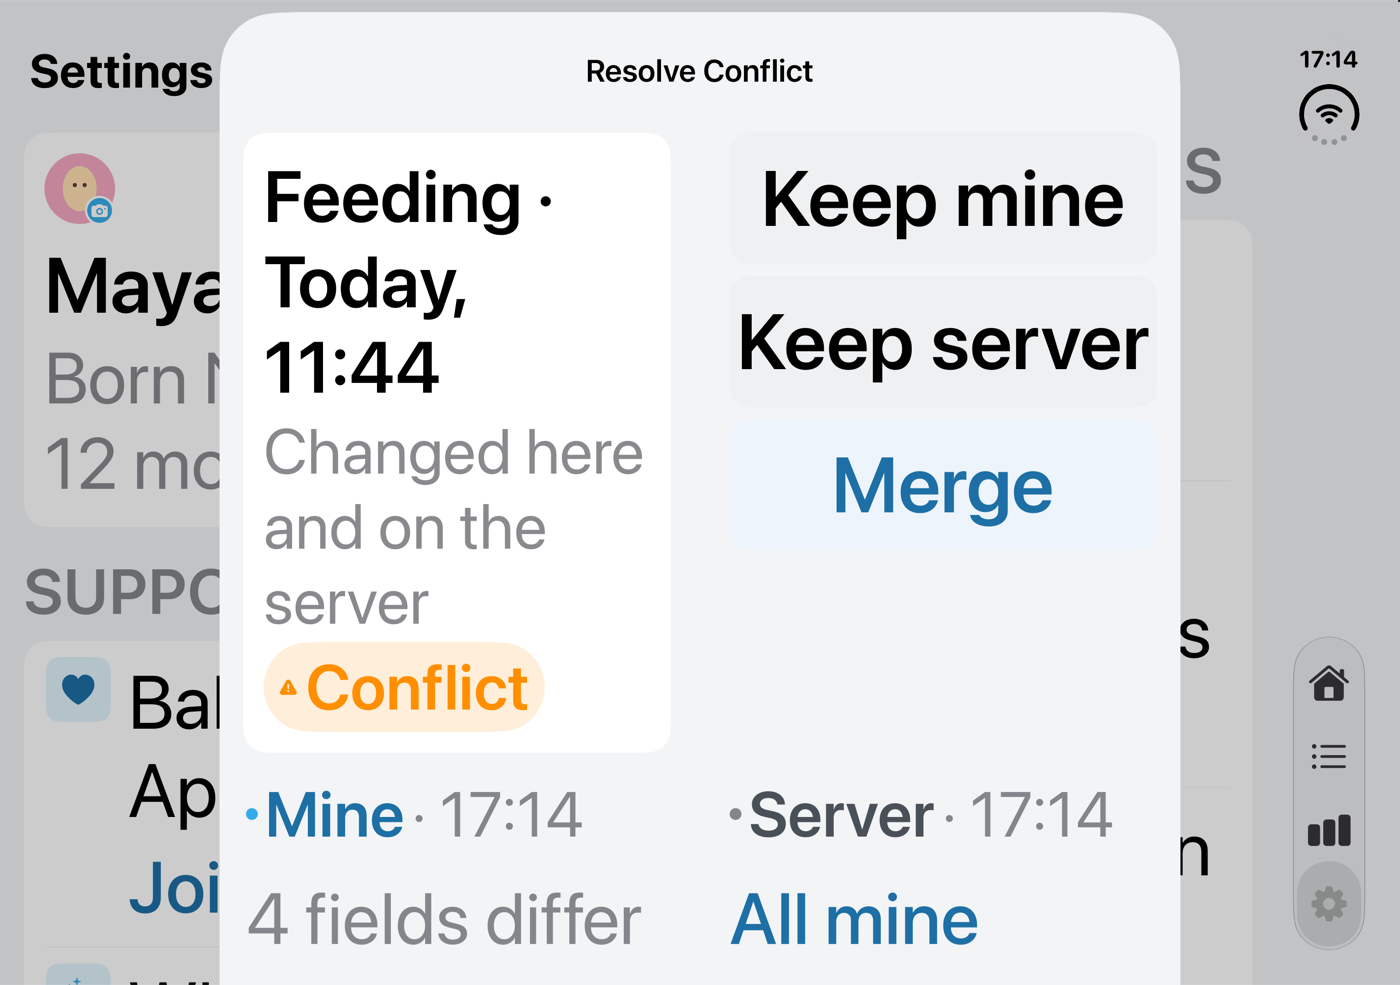 Settings
Resolve Conflict
17:14
Feeding ·
Today,
11:44
Changed here
and on the
server
Conflict
Keep mine
Keep server
Merge
Maya
Born
12 mo
SUPPO
Ba
Ap
Joi
Mine · 17:14
Server · 17:14
4 fields differ
All mine
S
s
n